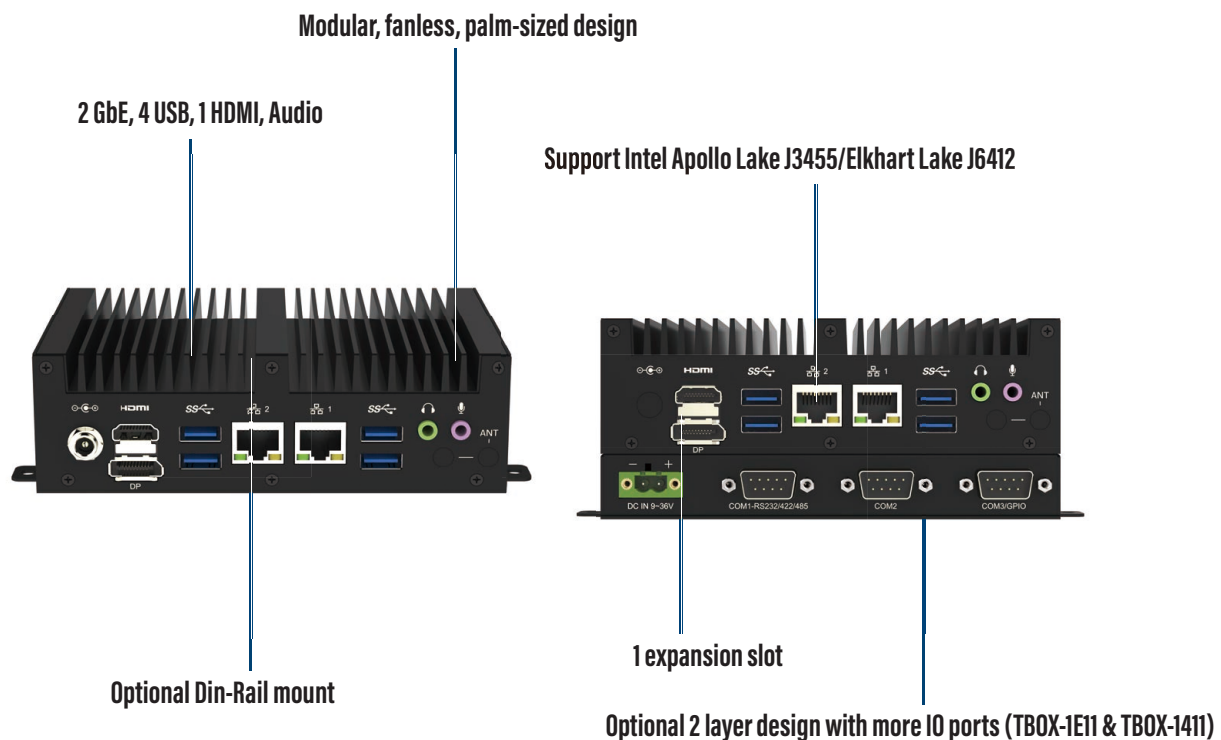 Modular, fanless, palm-sized design
2 GbE, 4 USB, 1 HDMI, Audio
Support Intel Apollo Lake J3455/Elkhart Lake J6412
HDMI
SS
2
1
SS
ANT
DP
HDMI
SS
2
1
SS
ANT
DP
– +
DC IN 9~36V
COM1-RS232/422/485
COM2
COM3/GPIO
1 expansion slot
Optional Din-Rail mount
Optional 2 layer design with more IO ports (TBOX-1E11 & TBOX-1411)